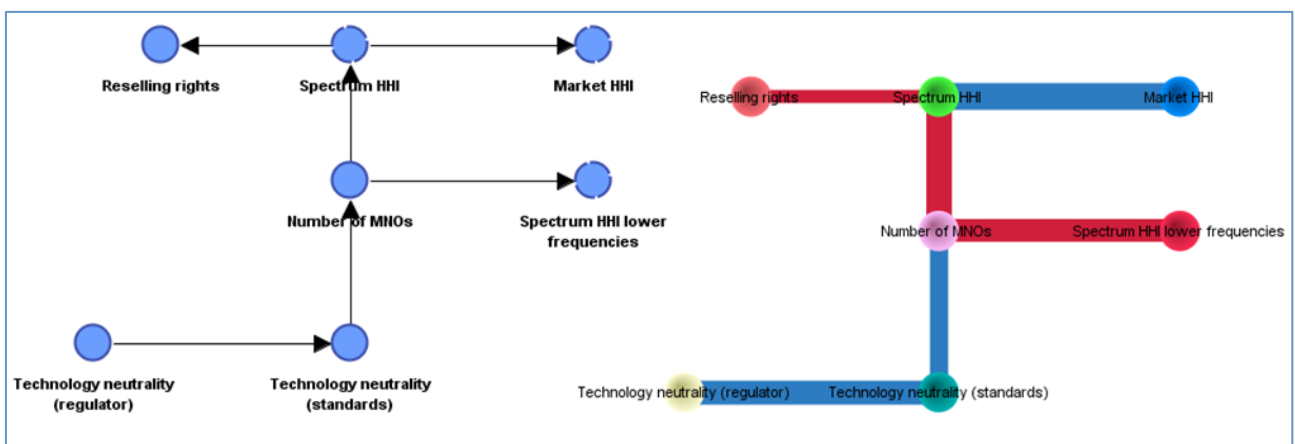 Reselling rights
Spectrum HHI
Market HHI
Number of MNOs
Spectrum HHI lower
frequencies
Technology neutrality
(regulator)
Technology neutrality
(standards)
Reselling rights
Spectrum HHI
Market HHI
Number of MNOs
Spectrum HHI lower frequencies
Technology neutrality (regulator)
Technology neutrality (standards)